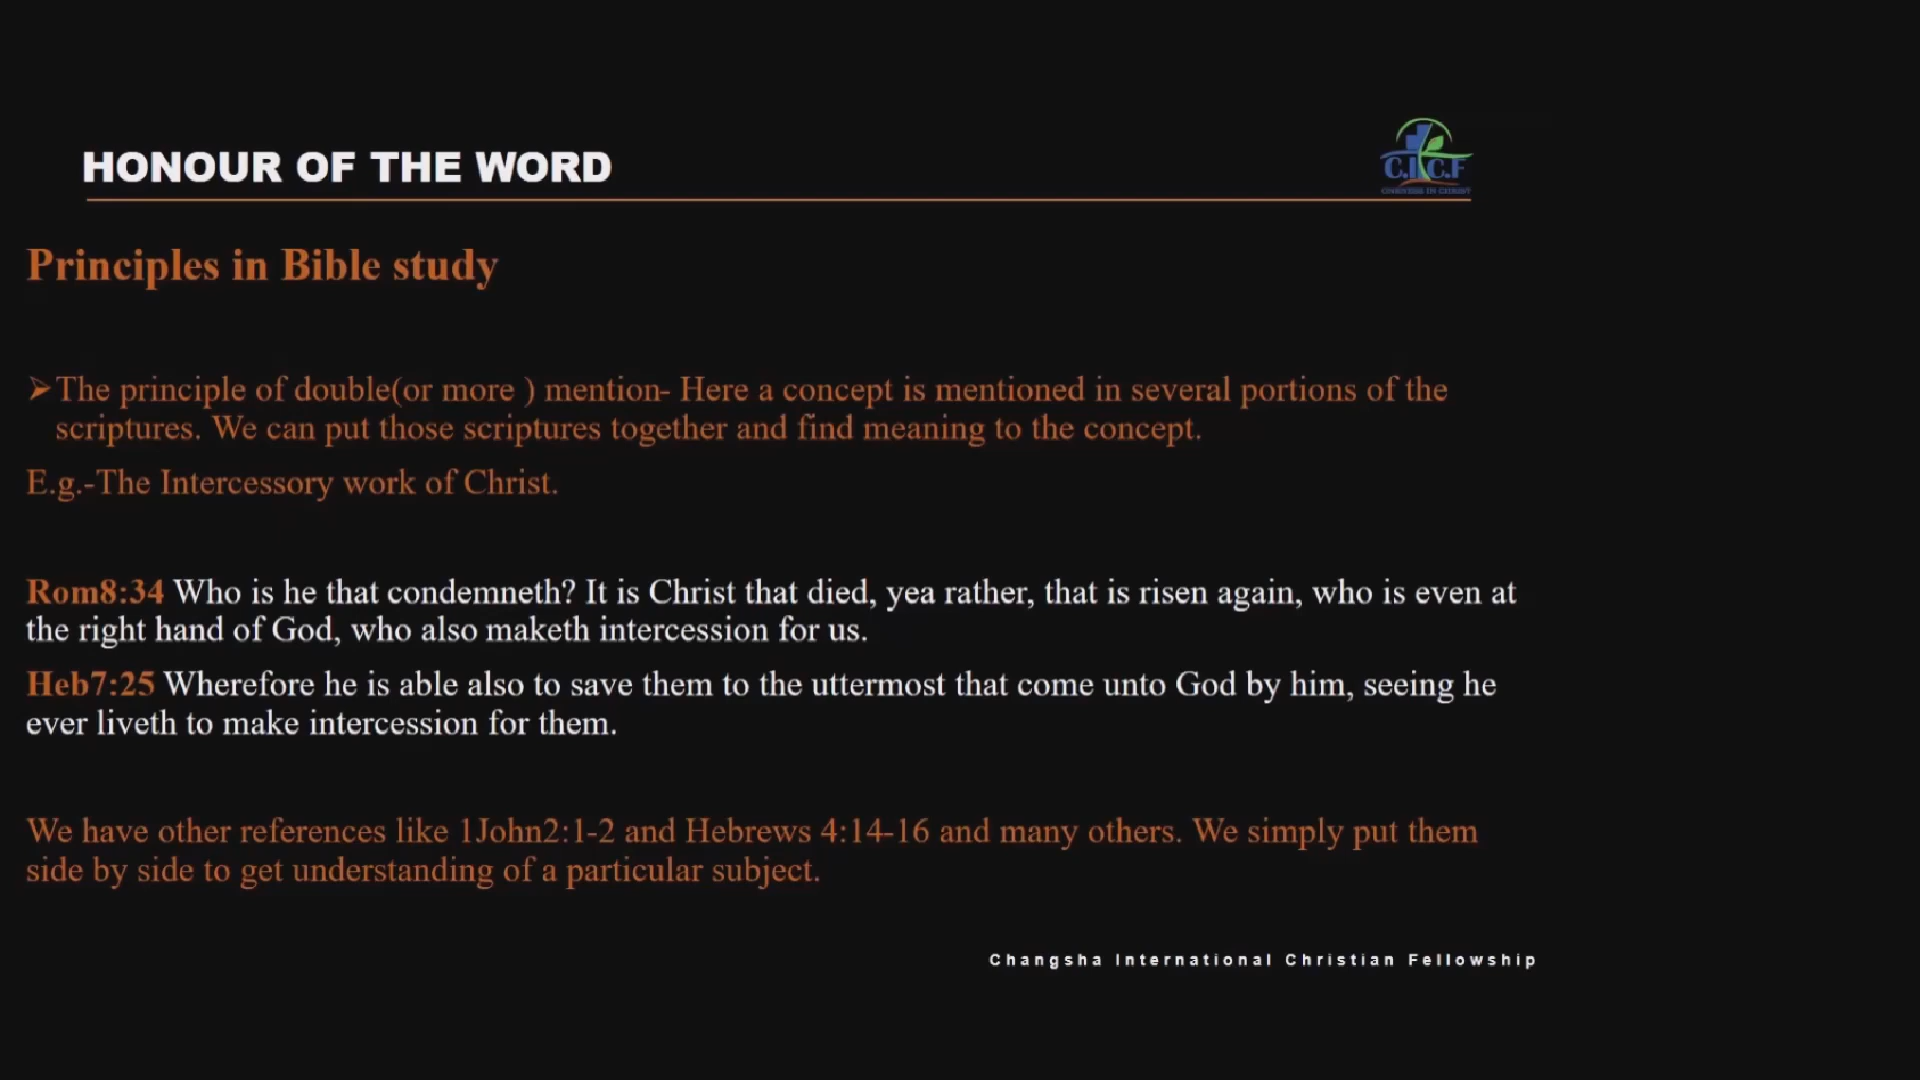 HONOUR OF THE WORD
C.I.C.F
Principles in Bible study
➤The principle of double(or more ) mention- Here a concept is mentioned in several portions of the
scriptures. We can put those scriptures together and find meaning to the concept.
E.g.-The Intercessory work of Christ.
Rom8:34 Who is he that condemneth? It is Christ that died, yea rather, that is risen again, who is even at
the right hand of God, who also maketh intercession for us.
Heb7:25 Wherefore he is able also to save them to the uttermost that come unto God by him, seeing he
ever liveth to make intercession for them.
We have other references like 1John2:1-2 and Hebrews 4:14-16 and many others. We simply put them
side by side to get understanding of a particular subject.
Changsha International Christian Fellowship